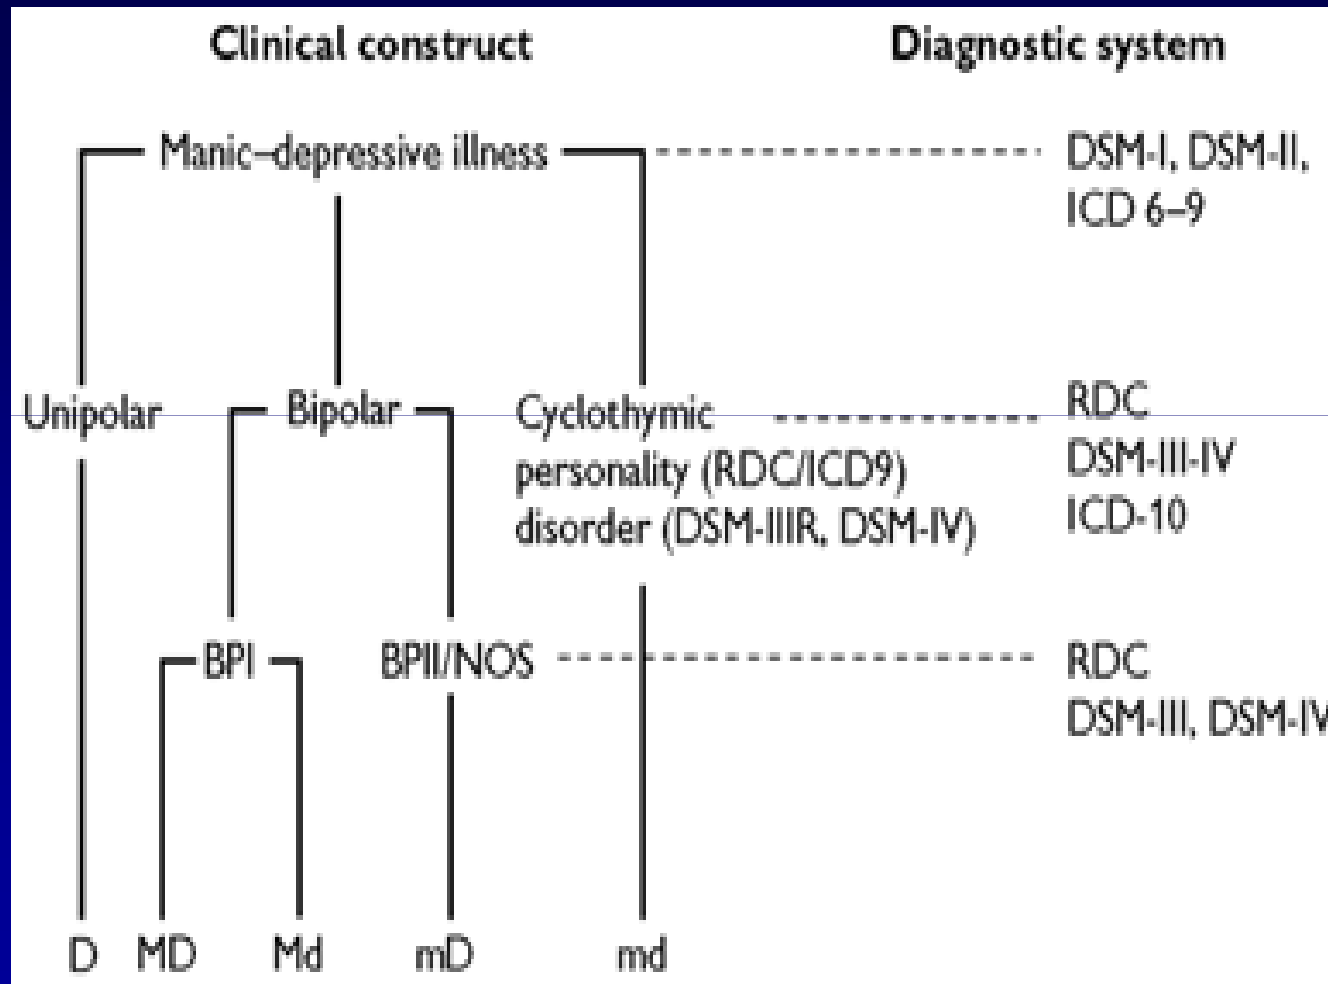 Clinical construct
Diagnostic system
Manic–depressive illness
DSM-I, DSM-II,
ICD 6–9
Unipolar
Bipolar
Cyclothymic
personality (RDC/ICD9)
disorder (DSM-IIIR, DSM-IV)
RDC
DSM-III-IV
ICD-10
BPI
BPII/NOS
RDC
DSM-III, DSM-IV
D
MD
Md
mD
md